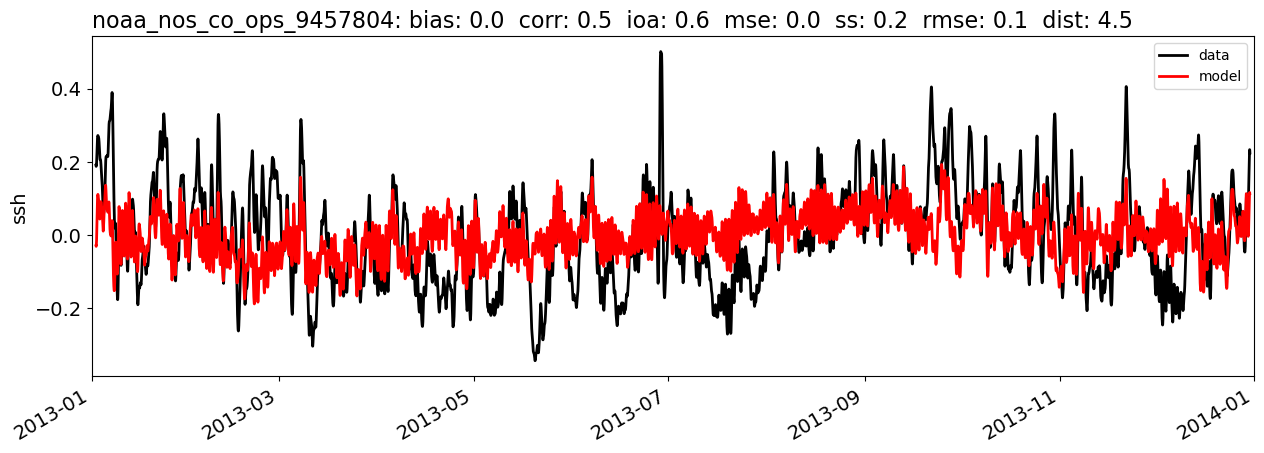 noaa_nos_co_ops_9457804: bias: 0.0  corr: 0.5  ioa: 0.6  mse: 0.0  ss: 0.2  rmse: 0.1  dist: 4.5
data
model
0.4
0.2
0.0
−0.2
ssh
2013-01
2013-03
2013-05
2013-07
2013-09
2013-11
2014-01